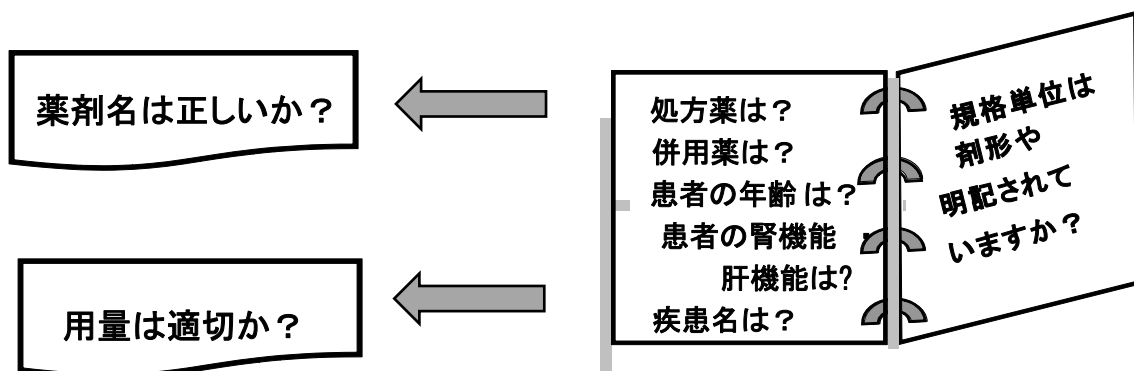 薬剤名は正しいか？
用量は適切か？
処方薬は？
併用薬は？
患者の年齢は？
患者の腎機能・
肝機能は?
疾患名は？
規格単位は
剤形や
明記されて
いますか？